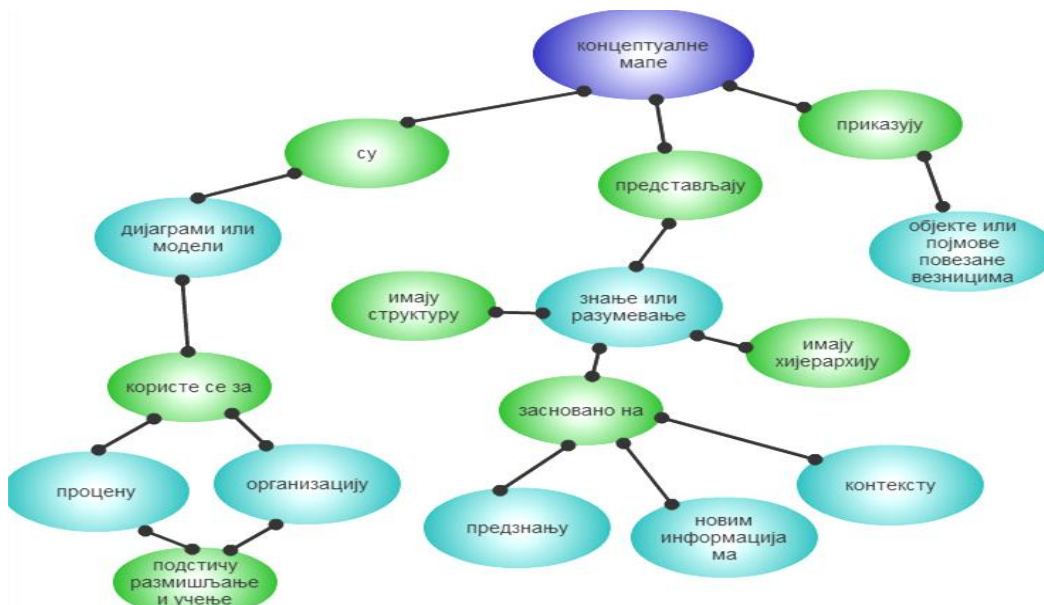 концептуалне
мапе
су
представљају
приказују
дијаграми или
модели
објекте или
појмове
повезане
везницима
имају
структуру
знање или
разумевање
имају
хијерархију
користе се за
засновано на
процену
организацију
предзнању
новим
информација
ма
контексту
подстичу
размишљање
и учење